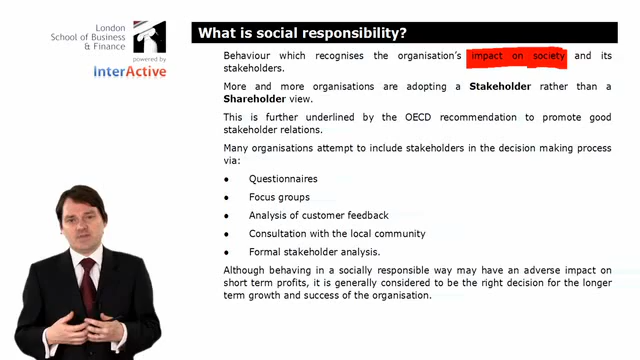 London
School of Business
& Finance
powered by
InterActive
What is social responsibility?
Behaviour which recognises the organisation's impact on society and its
stakeholders.
More and more organisations are adopting a Stakeholder rather than a
Shareholder view.
This is further underlined by the OECD recommendation to promote good
stakeholder relations.
Many organisations attempt to include stakeholders in the decision making process
via:
● Questionnaires
● Focus groups
● Analysis of customer feedback
● Consultation with the local community
● Formal stakeholder analysis.
Although behaving in a socially responsible way may have an adverse impact on
short term profits, it is generally considered to be the right decision for the longer
term growth and success of the organisation.